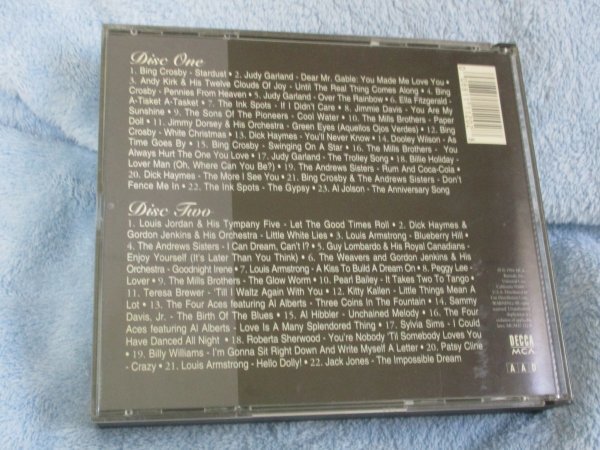 Disc One
1. Bing Crosby - Stardust • 2. Judy Garland - Dear Mr. Gable: You Made Me Love You •
3. Andy Kirk & His Twelve Clouds of Joy - Until The Real Thing Comes Along • 4. Bing
Crosby - Pennies From Heaven • 5. Judy Garland - Over The Rainbow • 6. Ella Fitzgerald -
A-Tisket A-Tasket • 7. The Ink Spots - If I Didn't Care • 8. Jimmie Davis - You Are My
Sunshine • 9. The Sons Of The Pioneers - Cool Water • 10. The Mills Brothers - Paper
Doll • 11. Jimmy Dorsey & His Orchestra - Green Eyes (Aquellos Ojos Verdes) • 12. Bing
Crosby - White Christmas • 13. Dick Haymes - You'll Never Know • 14. Dooley Wilson - As
Time Goes By • 15. Bing Crosby - Swinging On A Star • 16. The Mills Brothers - You
Always Hurt The One You Love • 17. Judy Garland - The Trolley Song • 18. Billie Holiday -
Lover Man (Oh, Where Can You Be?) • 19. The Andrews Sisters - Rum And Coca-Cola •
20. Dick Haymes - The More I See You • 21. Bing Crosby & The Andrews Sisters - Don't
Fence Me In • 22. The Ink Spots - The Gypsy • 23. Al Jolson - The Anniversary Song
Disc Two
1. Louis Jordan & His Tympany Five - Let The Good Times Roll • 2. Dick Haymes &
Gordon Jenkins & His Orchestra - Little White Lies • 3. Louis Armstrong - Blueberry Hill •
4. The Andrews Sisters - I Can Dream, Can't I? • 5. Guy Lombardo & His Royal Canadians -
Enjoy Yourself (It's Later Than You Think) • 6. The Weavers and Gordon Jenkins & His
Orchestra - Goodnight Irene • 7. Louis Armstrong - A Kiss To Build A Dream On • 8. Peggy Lee -
Lover • 9. The Mills Brothers - The Glow Worm • 10. Pearl Bailey - It Takes Two To Tango •
11. Teresa Brewer - 'Til I Waltz Again With You • 12. Kitty Kallen - Little Things Mean A
Lot • 13. The Four Aces featuring Al Alberts - Three Coins In The Fountain • 14. Sammy
Davis, Jr. - The Birth Of The Blues • 15. Al Hibbler - Unchained Melody • 16. The Four
Aces featuring Al Alberts - Love Is A Many Splendored Thing • 17. Sylvia Sims - I Could
Have Danced All Night • 18. Roberta Sherwood - You're Nobody 'Til Somebody Loves You
• 19. Billy Williams - I'm Gonna Sit Right Down And Write Myself A Letter • 20. Patsy Cline
- Crazy • 21. Louis Armstrong - Hello Dolly! • 22. Jack Jones - The Impossible Dream
DECCA
MCA
AAD